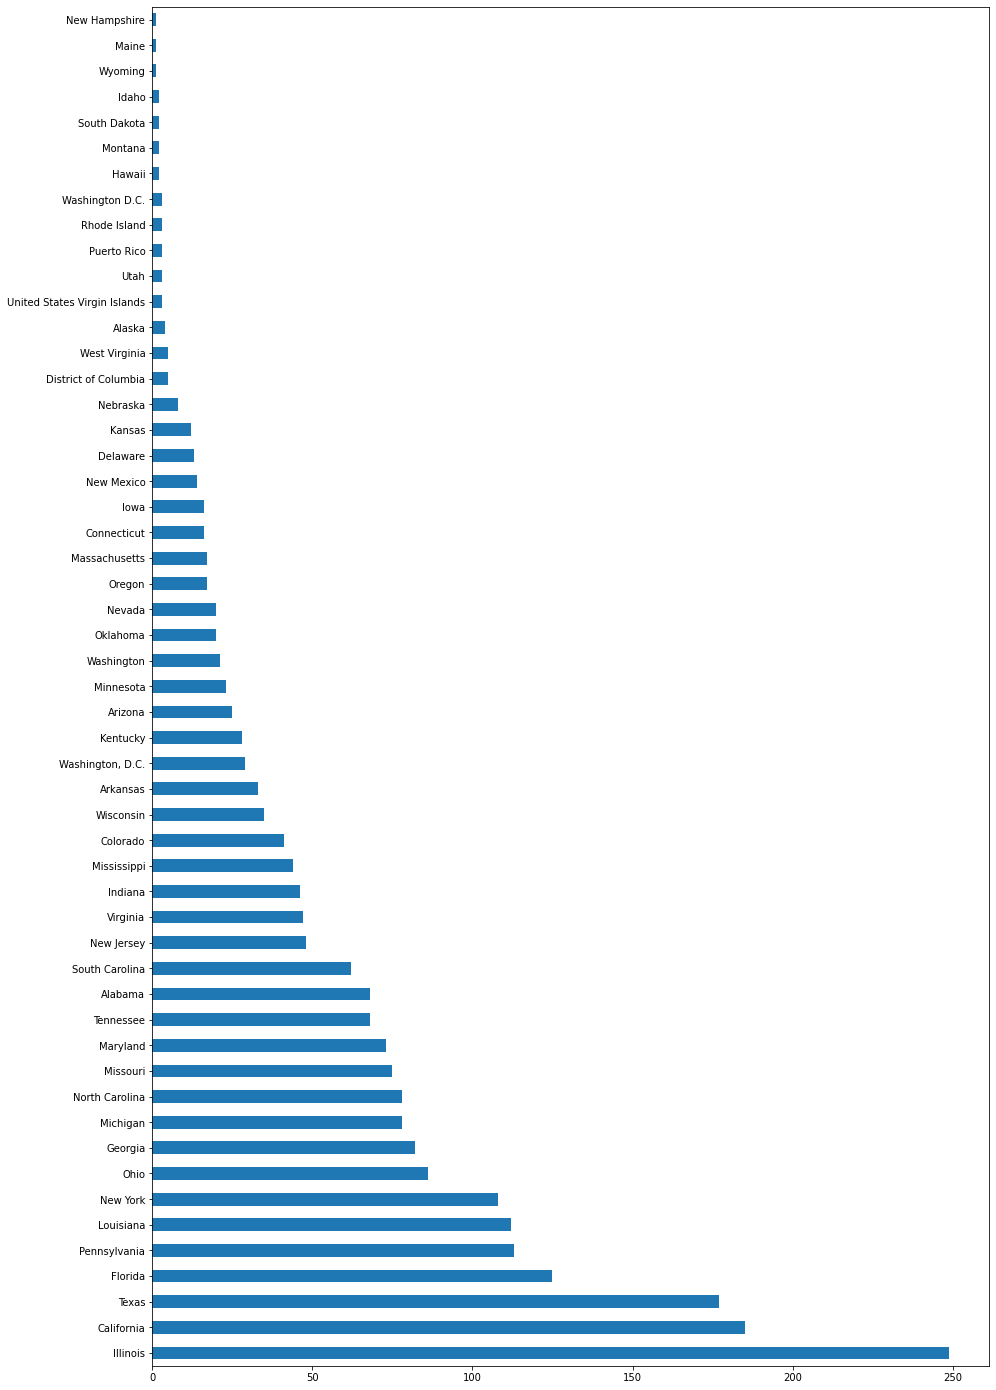 New Hampshire
Maine
Wyoming
Idaho
South Dakota
Montana
Hawaii
Washington D.C.
Rhode Island
Puerto Rico
Utah
United States Virgin Islands
Alaska
West Virginia
District of Columbia
Nebraska
Kansas
Delaware
New Mexico
Iowa
Connecticut
Massachusetts
Oregon
Nevada
Oklahoma
Washington
Minnesota
Arizona
Kentucky
Washington, D.C.
Arkansas
Wisconsin
Colorado
Mississippi
Indiana
Virginia
New Jersey
South Carolina
Alabama
Tennessee
Maryland
Missouri
North Carolina
Michigan
Georgia
Ohio
New York
Louisiana
Pennsylvania
Florida
Texas
California
Illinois
0 50 100 150 200 250